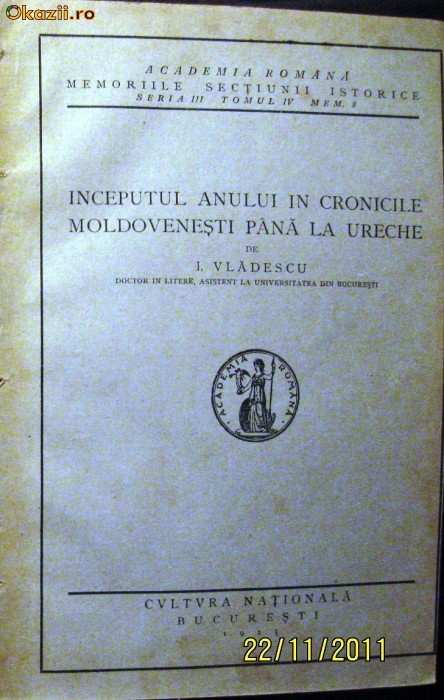 Okazii.ro
ACADEMIA ROMÂNĂ
MEMORIILE SECȚIUNII ISTORICE
SERIA III TOMUL IV MEM. 8
INCEPUTUL ANULUI IN CRONICILE
MOLDOVENEȘTI PÂNĂ LA URECHE
DE
I. VLĂDESCU
DOCTOR IN LITERE, ASISTENT LA UNIVERSITATEA DIN BUCUREȘTI
ACADEMIA ROMÂNA
CVLTVRA NAȚIONALĂ
BUCUREȘTI
22/11/2011